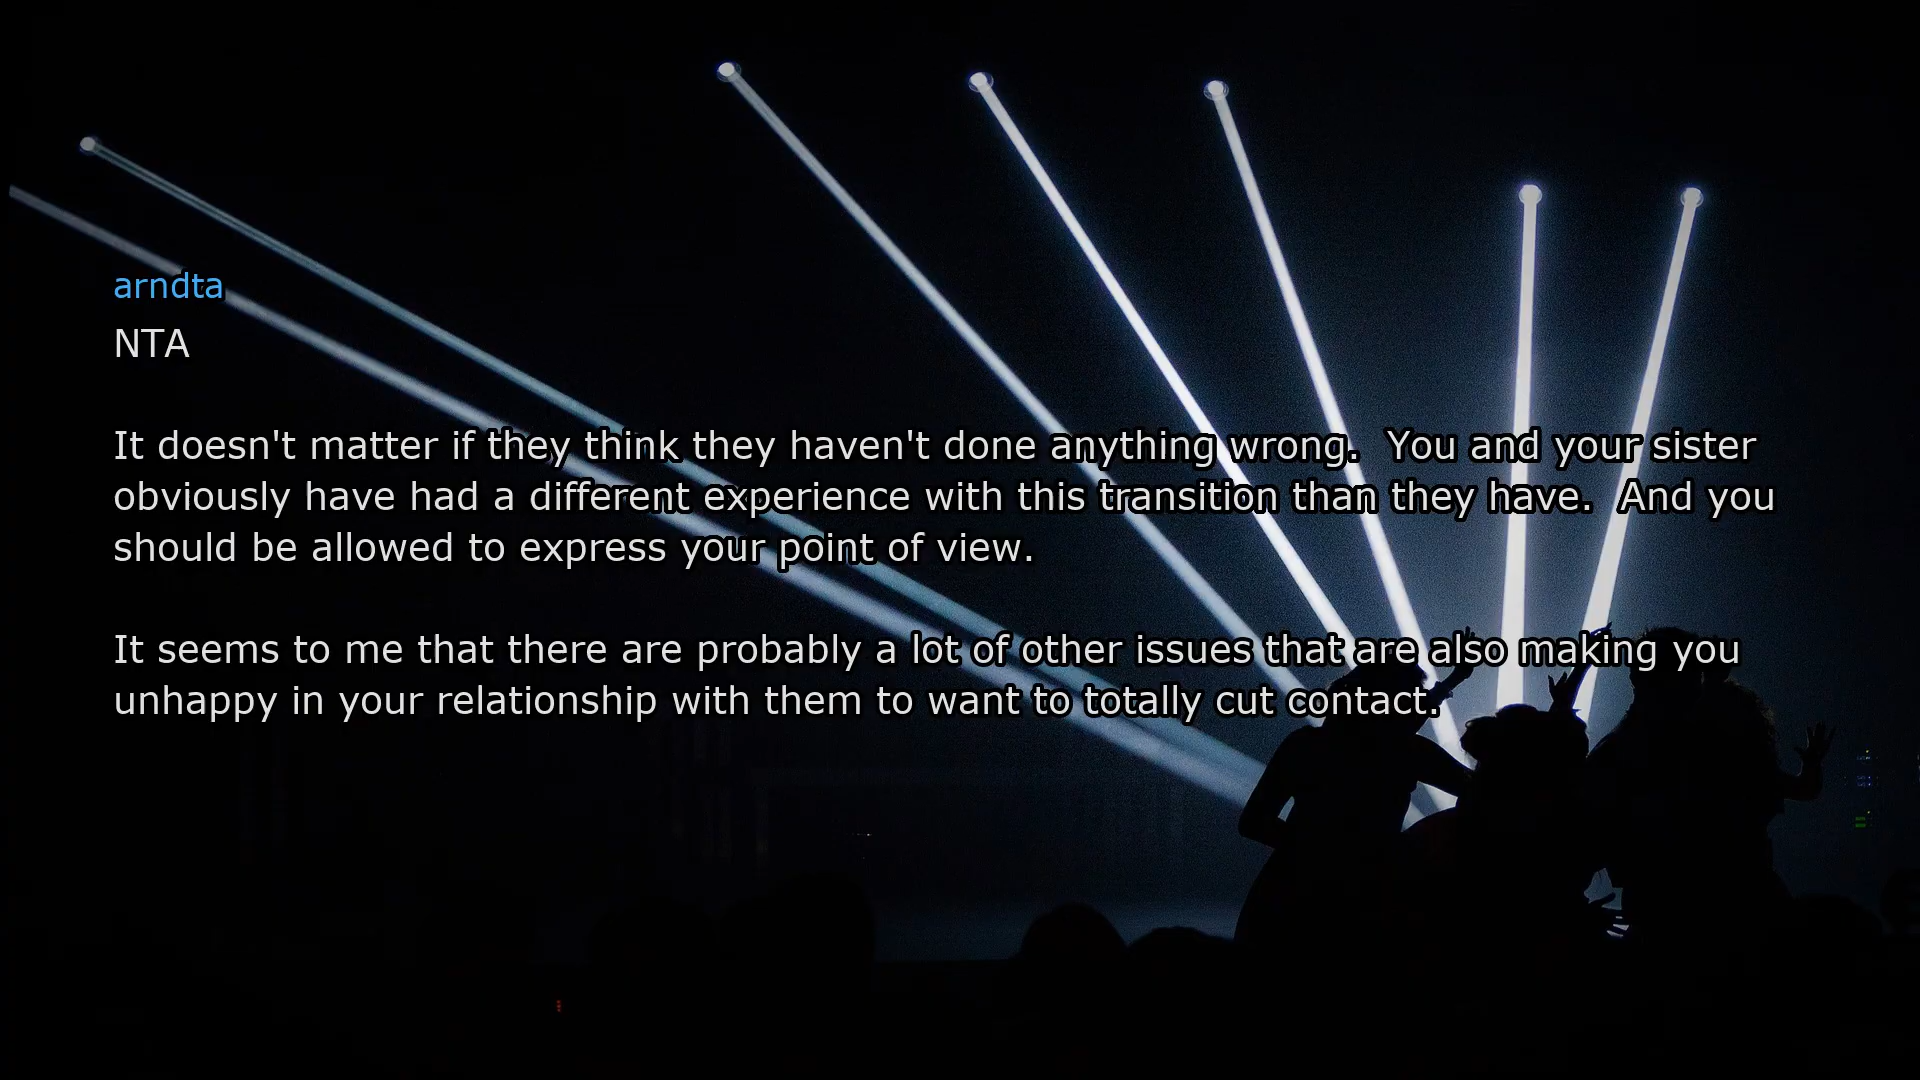 arndta
NTA
It doesn't matter if they think they haven't done anything wrong.  You and your sister
obviously have had a different experience with this transition than they have.  And you
should be allowed to express your point of view.
It seems to me that there are probably a lot of other issues that are also making you
unhappy in your relationship with them to want to totally cut contact.